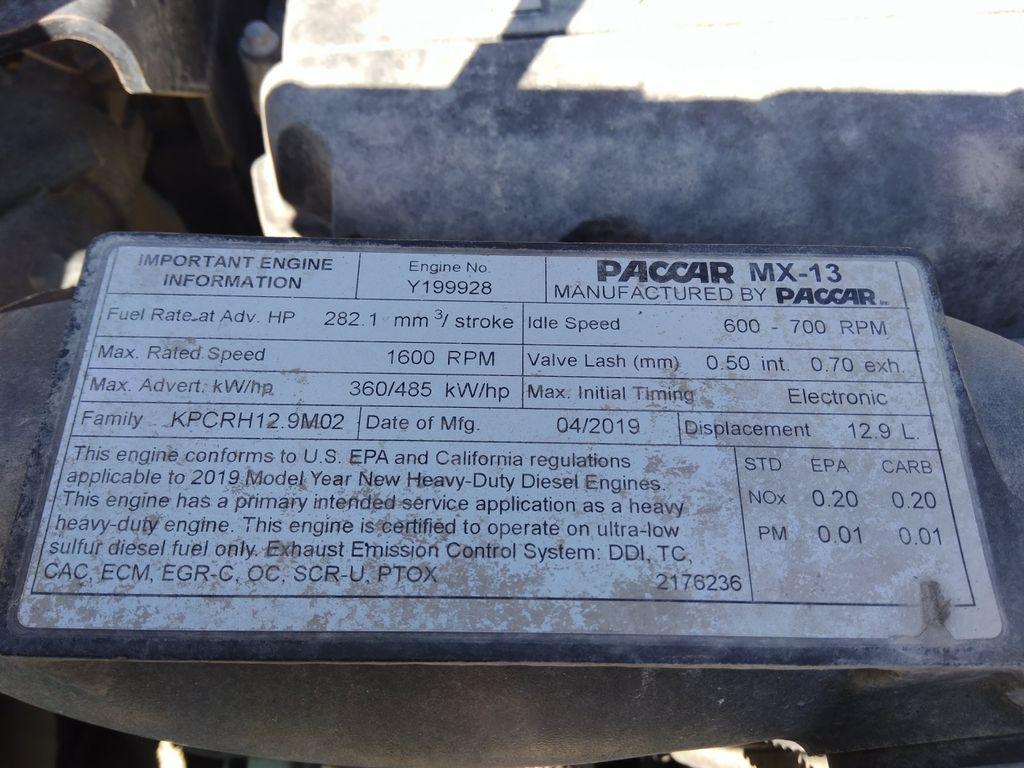 IMPORTANT ENGINE INFORMATION
Engine No.
Y199928
PACCAR MX-13
MANUFACTURED BY PACCAR Inc
Fuel Rate at Adv. HP 282.1 mm³/ stroke
Idle Speed 600 - 700 RPM
Max. Rated Speed 1600 RPM
Valve Lash (mm) 0.50 int. 0.70 exh.
Max. Advert. kW/hp 360/485 kW/hp
Max. Initial Timing Electronic
Family KPCRH12.9M02
Date of Mfg. 04/2019
Displacement 12.9 L.
This engine conforms to U.S. EPA and California regulations
applicable to 2019 Model Year New Heavy-Duty Diesel Engines.
This engine has a primary intended service application as a heavy
heavy-duty engine. This engine is certified to operate on ultra-low
sulfur diesel fuel only. Exhaust Emission Control System: DDI, TC,
CAC, ECM, EGR-C, OC, SCR-U, PTOX
2176236
STD EPA CARB
NOx 0.20 0.20
PM 0.01 0.01